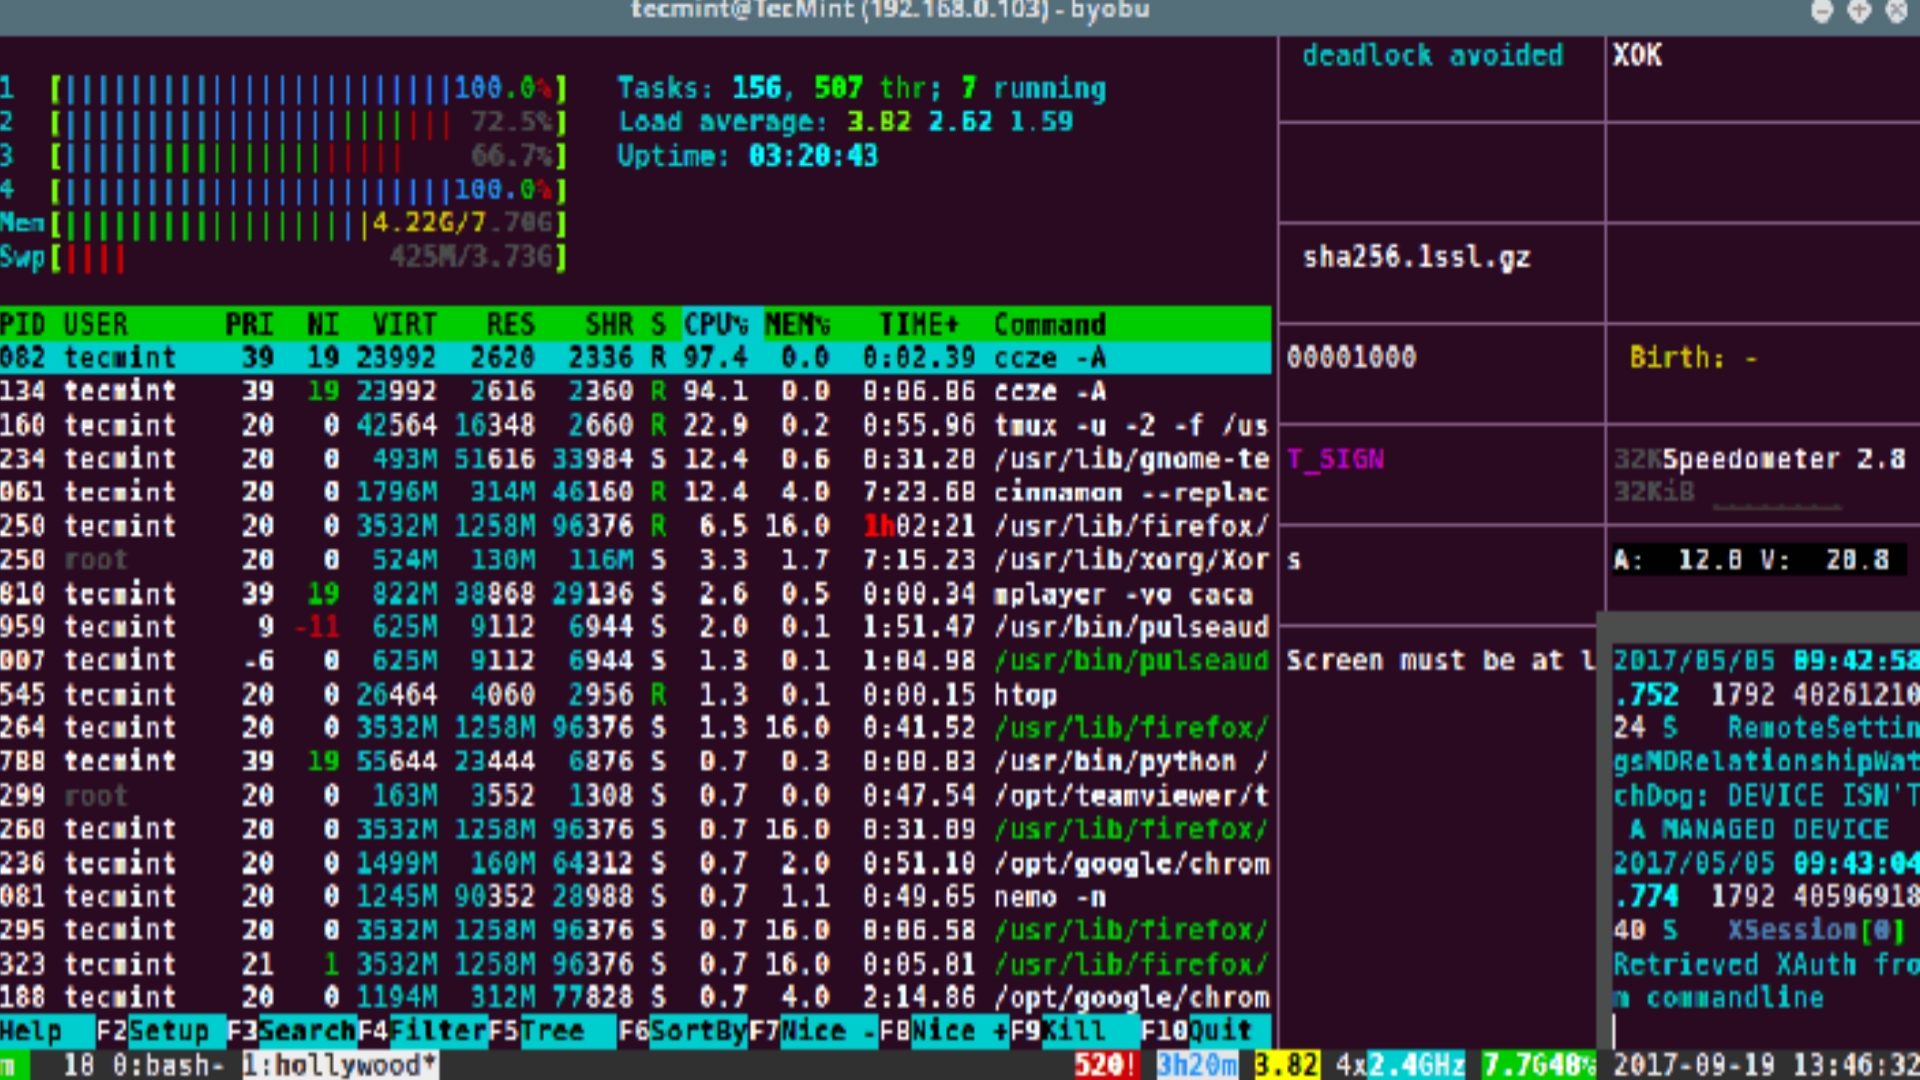 tecmint@TecMint (192.168.0.103) - byobu
1 [100.0%]
2 [72.5%]
3 [66.7%]
4 [100.0%]
Mem[4.22G/7.70G]
Swp[425M/3.73G]
Tasks: 156, 507 thr; 7 running
Load average: 3.82 2.62 1.59
Uptime: 03:20:43
PID USER PRI NI VIRT RES SHR S CPU% MEM% TIME+ Command
082 tecmint 39 19 23992 2620 2336 R 97.4 0.0 0:02.39 ccze -A
134 tecmint 39 19 23992 2616 2360 R 94.1 0.0 0:06.86 ccze -A
160 tecmint 20 0 42564 16348 2660 R 22.9 0.2 0:55.96 tmux -u -2 -f /us
234 tecmint 20 0 493M 51616 33984 S 12.4 0.6 0:31.20 /usr/lib/gnome-te
061 tecmint 20 0 1796M 314M 46160 R 12.4 4.0 7:23.68 cinnamon --replac
250 tecmint 20 0 3532M 1258M 96376 R 6.5 16.0 1h02:21 /usr/lib/firefox/
250 root 20 0 524M 130M 116M S 3.3 1.7 7:15.23 /usr/lib/xorg/Xor
810 tecmint 39 19 822M 38868 29136 S 2.6 0.5 0:00.34 mplayer -vo caca
959 tecmint 9 -11 625M 9112 6944 S 2.0 0.1 1:51.47 /usr/bin/pulseaud
007 tecmint -6 0 625M 9112 6944 S 1.3 0.1 1:04.98 /usr/bin/pulseaud
545 tecmint 20 0 26464 4060 2956 R 1.3 0.1 0:00.15 htop
264 tecmint 20 0 3532M 1258M 96376 S 1.3 16.0 0:41.52 /usr/lib/firefox/
788 tecmint 39 19 55644 23444 6876 S 0.7 0.3 0:00.83 /usr/bin/python /
299 root 20 0 163M 3552 1308 S 0.7 0.0 0:47.54 /opt/teamviewer/t
260 tecmint 20 0 3532M 1258M 96376 S 0.7 16.0 0:31.09 /usr/lib/firefox/
236 tecmint 20 0 1499M 160M 64312 S 0.7 2.0 0:51.10 /opt/google/chrom
081 tecmint 20 0 1245M 90352 28988 S 0.7 1.1 0:49.65 nemo -n
295 tecmint 20 0 3532M 1258M 96376 S 0.7 16.0 0:06.58 /usr/lib/firefox/
323 tecmint 21 1 3532M 1258M 96376 S 0.7 16.0 0:05.01 /usr/lib/firefox/
188 tecmint 20 0 1194M 312M 77828 S 0.7 4.0 2:14.86 /opt/google/chrom
Help F2Setup F3SearchF4FilterF5Tree F6SortByF7Nice -F8Nice +F9Kill F10Quit
deadlock avoided
sha256.1ssl.gz
00001000
T_SIGN
s
Screen must be at l
XOK
Birth: -
32KSpeedometer 2.8
32KiB
A: 12.0 V: 20.8
2017/05/05 09:42:58
.752 1792 40261210
24 S RemoteSettin
gsMDRelationshipWat
chDog: DEVICE ISN'T
A MANAGED DEVICE
2017/05/05 09:43:04
.774 1792 40596918
40 S XSession[0]
Retrieved XAuth fro
m commandline
m 18 0:bash- 1:hollywood* 520! 3h20m 3.82 4x2.4GHz 7.7G48% 2017-09-19 13:46:32